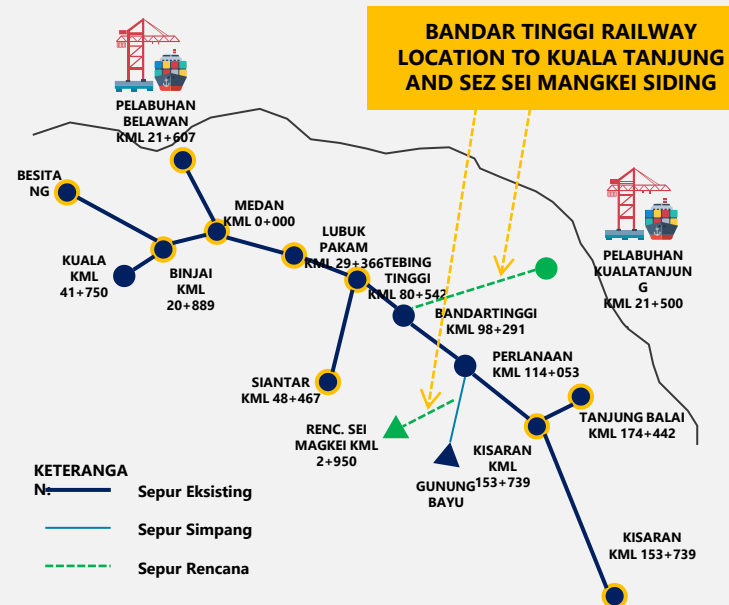 BANDAR TINGGI RAILWAY
LOCATION TO KUALA TANJUNG
AND SEZ SEI MANGKEI SIDING
PELABUHAN
BELAWAN
KML 21+607
BESITA
NG
MEDAN
KML 0+000
LUBUK
PAKAM
KML 29+366
TEBING
TINGGI
KML 80+542
PELABUHAN
KUALATANJUN
G
KML 21+500
KUALA
KML
41+750
BINJAI
KML
20+889
BANDARTINGGI
KML 98+291
PERLANAAN
KML 114+053
SIANTAR
KML 48+467
RENC. SEI
MAGKEI KML
2+950
TANJUNG BALAI
KML 174+442
KISARAN
KML
153+739
GUNUNG
BAYU
KISARAN
KML 153+739
KETERANGA
N:
Sepur Eksisting
Sepur Simpang
Sepur Rencana